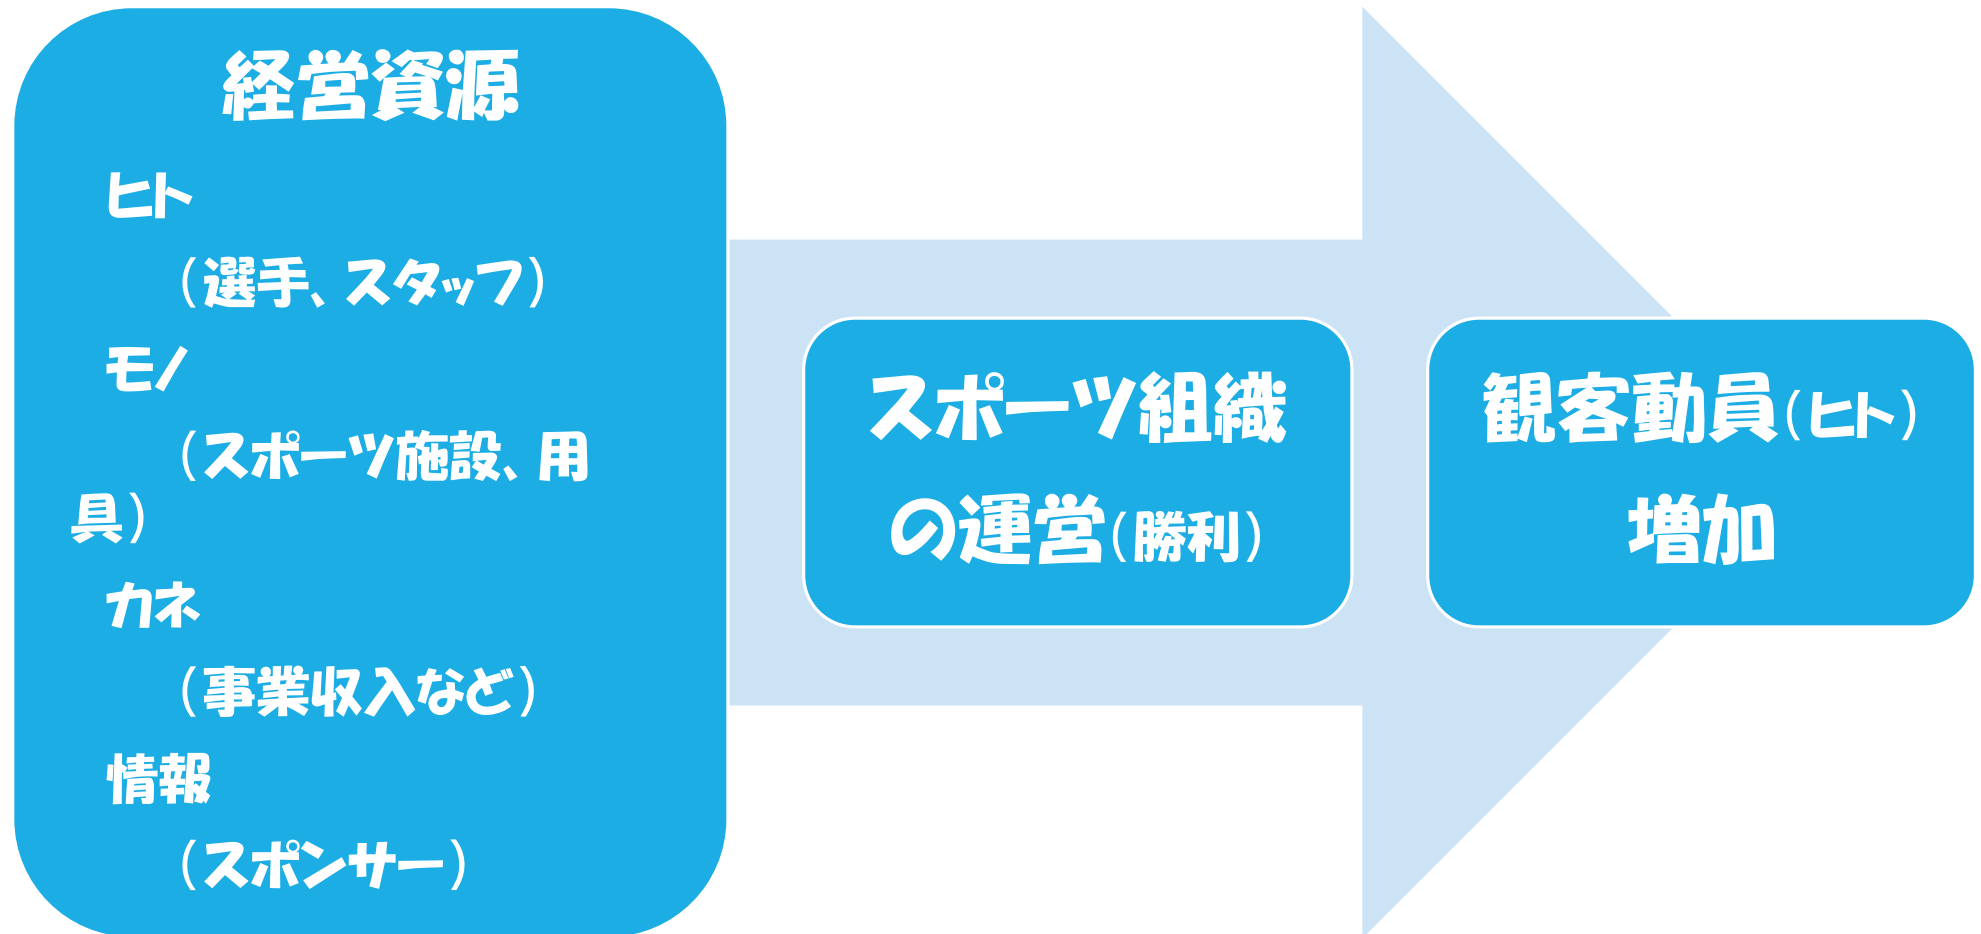 経営資源
ヒト
（選手、スタッフ）
モノ
（スポーツ施設、用
具）
カネ
（事業収入など）
情報
（スポンサー）
スポーツ組織
の運営（勝利）
観客動員（ヒト）
増加